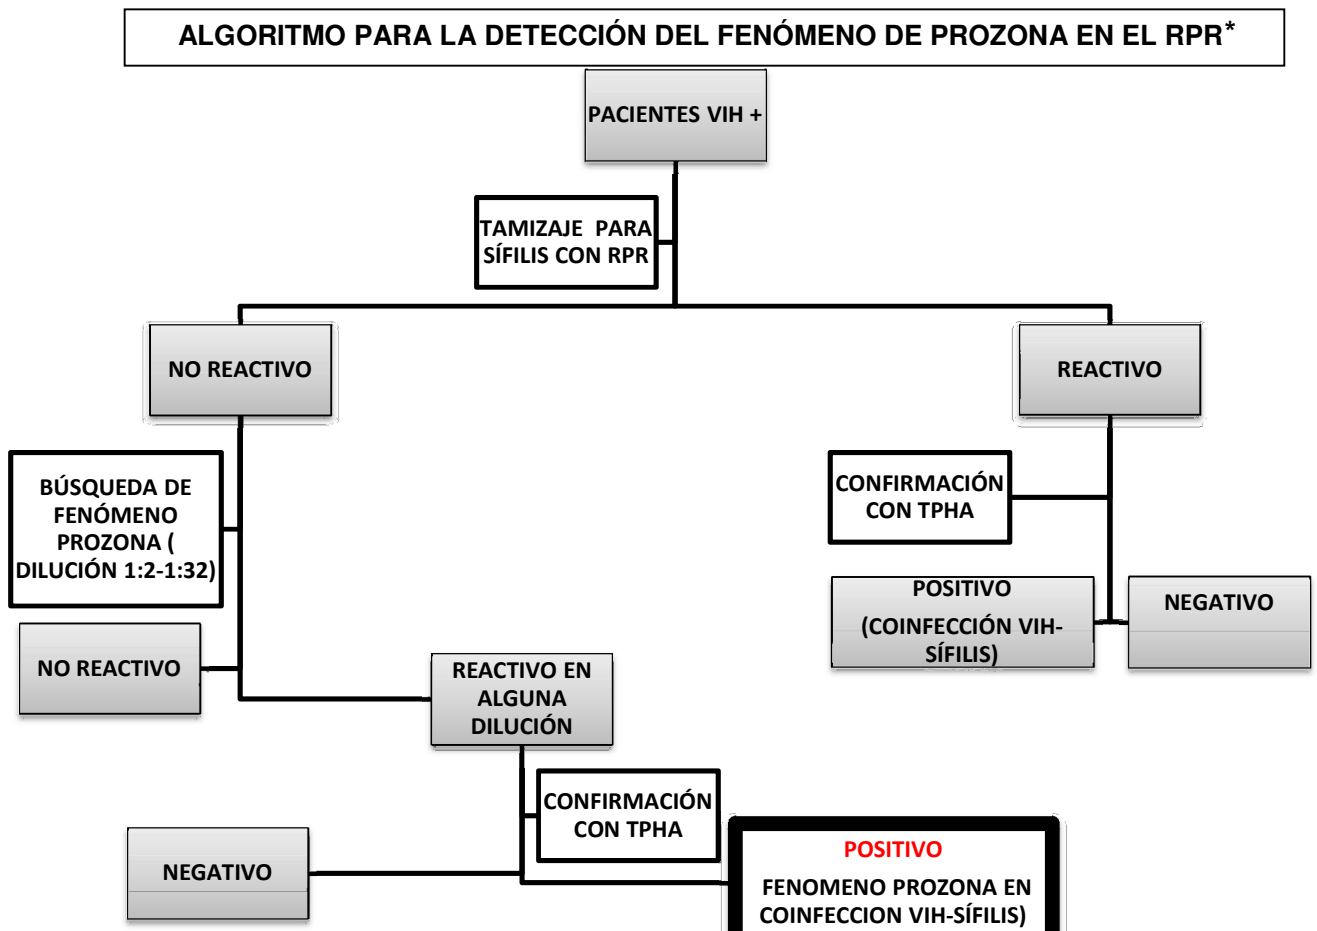 ALGORITMO PARA LA DETECCIÓN DEL FENÓMENO DE PROZONA EN EL RPR*
PACIENTES VIH +
TAMIZAJE PARA
SÍFILIS CON RPR
NO REACTIVO
REACTIVO
BÚSQUEDA DE
FENÓMENO
PROZONA (
DILUCIÓN 1:2-1:32)
CONFIRMACIÓN
CON TPHA
POSITIVO
(COINFECCIÓN VIH-
SÍFILIS)
NEGATIVO
NO REACTIVO
REACTIVO EN
ALGUNA
DILUCIÓN
CONFIRMACIÓN
CON TPHA
NEGATIVO
POSITIVO
FENOMENO PROZONA EN
COINFECCION VIH-SÍFILIS)